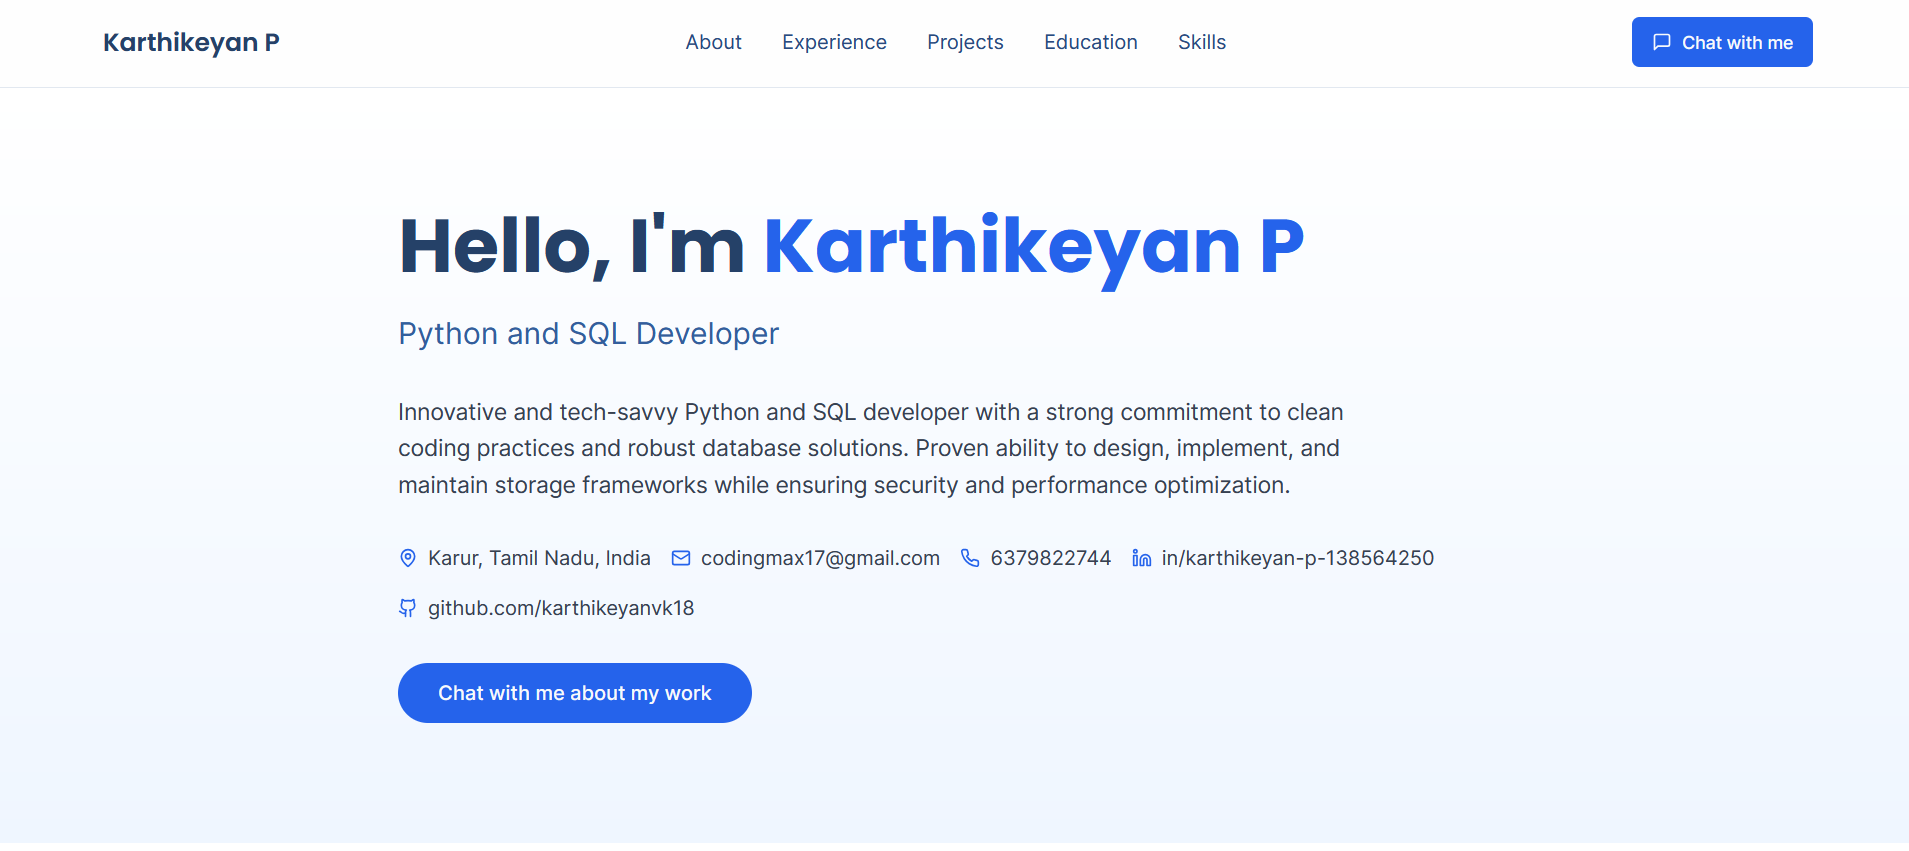 Karthikeyan P
About
Experience
Projects
Education
Skills
Chat with me
Hello, I'm Karthikeyan P
Python and SQL Developer
Innovative and tech-savvy Python and SQL developer with a strong commitment to clean
coding practices and robust database solutions. Proven ability to design, implement, and
maintain storage frameworks while ensuring security and performance optimization.
Karur, Tamil Nadu, India codingmax17@gmail.com 6379822744 in/karthikeyan-p-138564250
github.com/karthikeyanvk18
Chat with me about my work